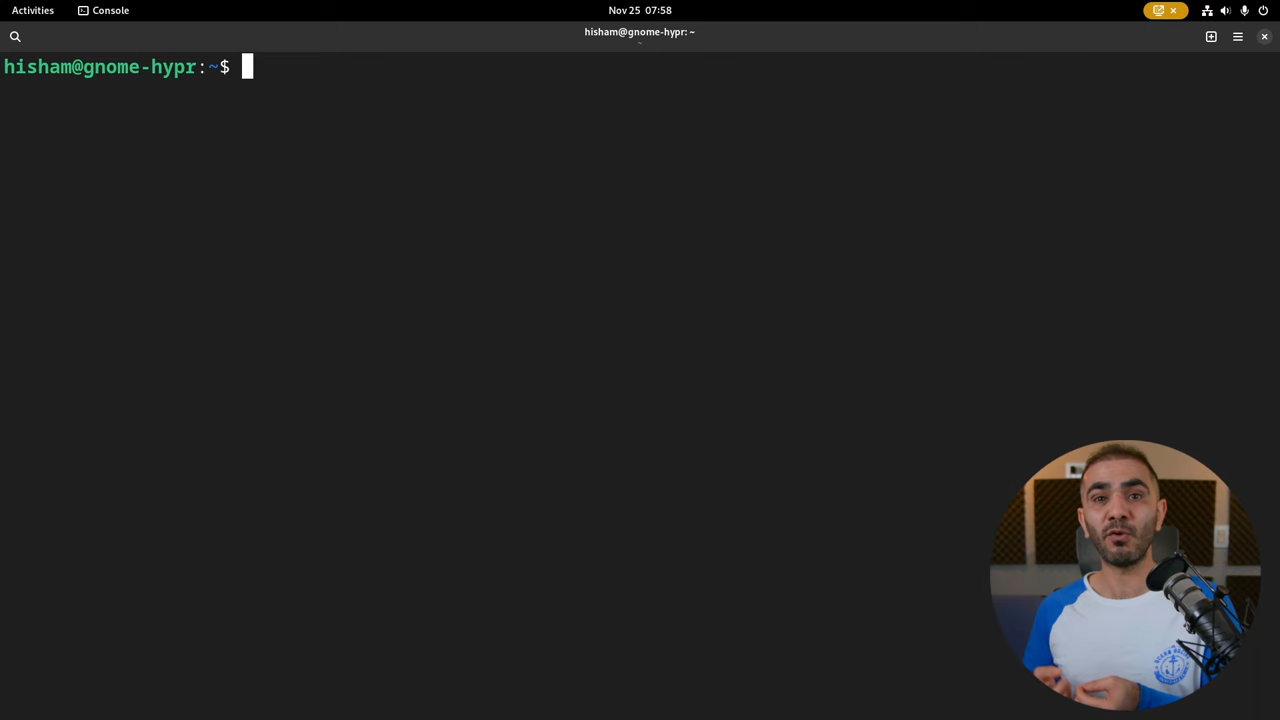 Activities
Console
Nov 25 07:58
hisham@gnome-hypr: ~
~
hisham@gnome-hypr:~$